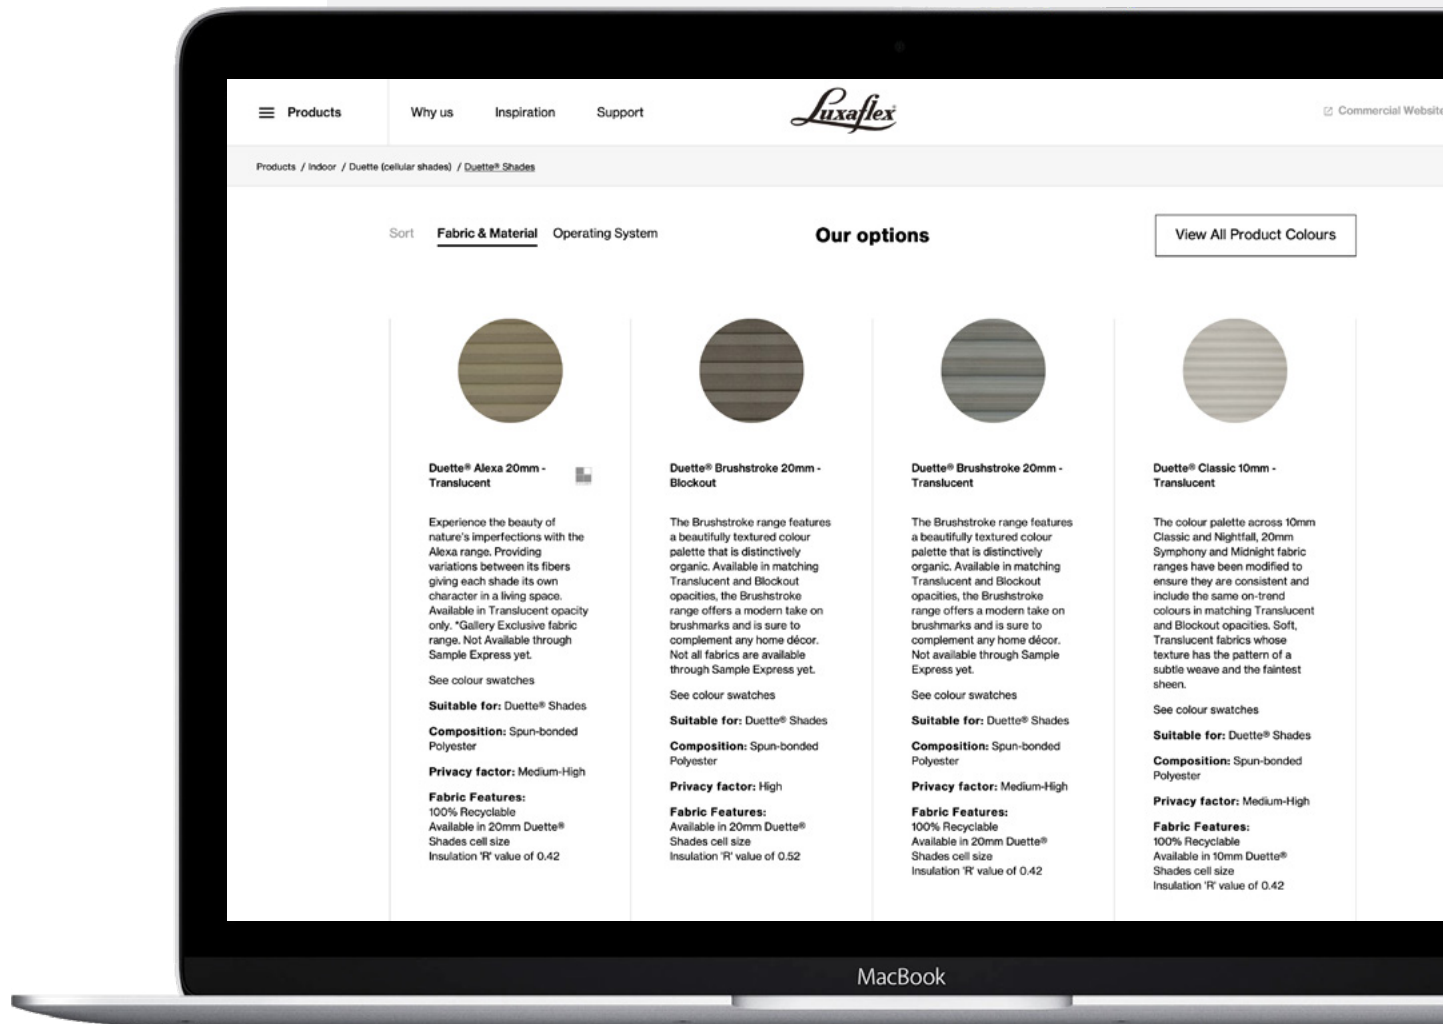 Products
Why us
Inspiration
Support
Luxaflex
Commercial Website
Products / Indoor / Duette (cellular shades) / Duette® Shades
Sort
Fabric & Material
Operating System
Our options
View All Product Colours
Duette® Alexa 20mm -
Translucent
Experience the beauty of
nature's imperfections with the
Alexa range. Providing
variations between its fibers
giving each shade its own
character in a living space.
Available in Translucent opacity
only. *Gallery Exclusive fabric
range. Not Available through
Sample Express yet.
See colour swatches
Suitable for: Duette® Shades
Composition: Spun-bonded
Polyester
Privacy factor: Medium-High
Fabric Features:
100% Recyclable
Available in 20mm Duette®
Shades cell size
Insulation 'R' value of 0.42
Duette® Brushstroke 20mm -
Blockout
The Brushstroke range features
a beautifully textured colour
palette that is distinctively
organic. Available in matching
Translucent and Blockout
opacities, the Brushstroke
range offers a modern take on
brushmarks and is sure to
complement any home décor.
Not all fabrics are available
through Sample Express yet.
See colour swatches
Suitable for: Duette® Shades
Composition: Spun-bonded
Polyester
Privacy factor: High
Fabric Features:
Available in 20mm Duette®
Shades cell size
Insulation 'R' value of 0.52
Duette® Brushstroke 20mm -
Translucent
The Brushstroke range features
a beautifully textured colour
palette that is distinctively
organic. Available in matching
Translucent and Blockout
opacities, the Brushstroke
range offers a modern take on
brushmarks and is sure to
complement any home décor.
Not available through Sample
Express yet.
See colour swatches
Suitable for: Duette® Shades
Composition: Spun-bonded
Polyester
Privacy factor: Medium-High
Fabric Features:
100% Recyclable
Available in 20mm Duette®
Shades cell size
Insulation 'R' value of 0.42
Duette® Classic 10mm -
Translucent
The colour palette across 10mm
Classic and Nightfall, 20mm
Symphony and Midnight fabric
ranges have been modified to
ensure they are consistent and
include the same on-trend
colours in matching Translucent
and Blockout opacities. Soft,
Translucent fabrics whose
texture has the pattern of a
subtle weave and the faintest
sheen.
See colour swatches
Suitable for: Duette® Shades
Composition: Spun-bonded
Polyester
Privacy factor: Medium-High
Fabric Features:
100% Recyclable
Available in 10mm Duette®
Shades cell size
Insulation 'R' value of 0.42
MacBook